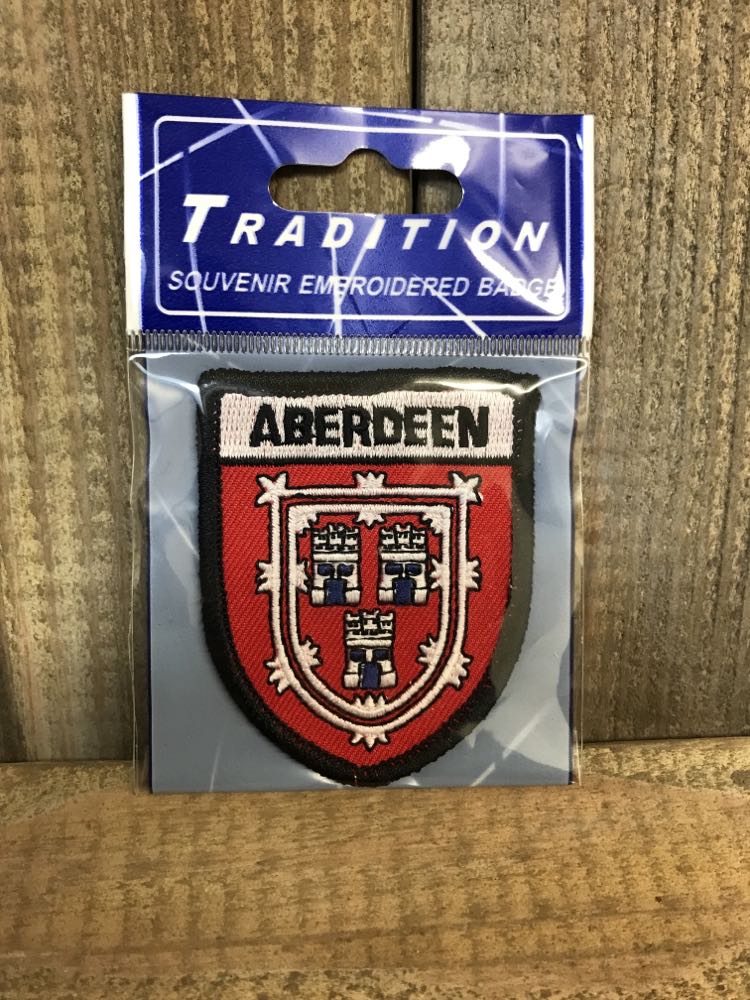 TRADITION
SOUVENIR EMBROIDERED BADGE
ABERDEEN